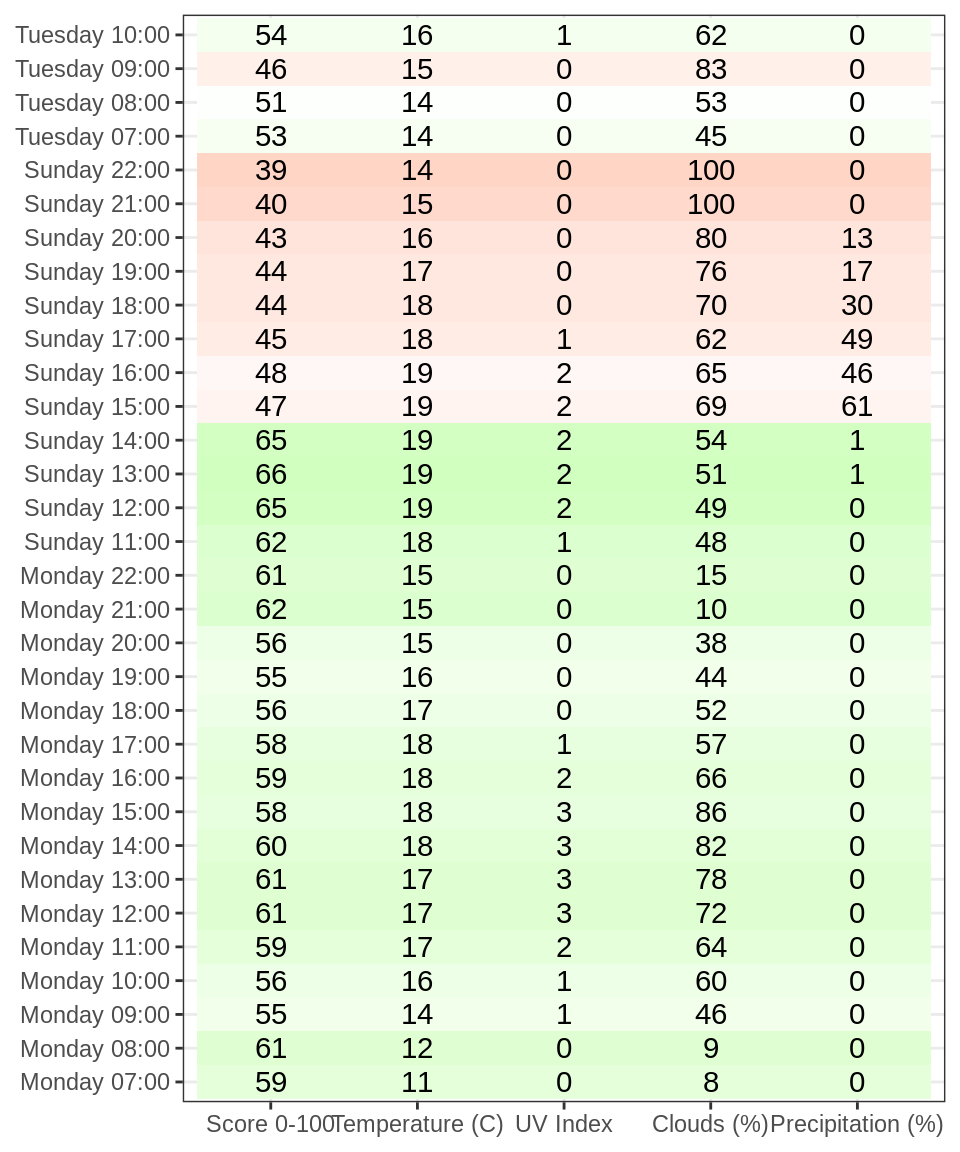 Tuesday 10:00 54 16 1 62 0
Tuesday 09:00 46 15 0 83 0
Tuesday 08:00 51 14 0 53 0
Tuesday 07:00 53 14 0 45 0
Sunday 22:00 39 14 0 100 0
Sunday 21:00 40 15 0 100 0
Sunday 20:00 43 16 0 80 13
Sunday 19:00 44 17 0 76 17
Sunday 18:00 44 18 0 70 30
Sunday 17:00 45 18 1 62 49
Sunday 16:00 48 19 2 65 46
Sunday 15:00 47 19 2 69 61
Sunday 14:00 65 19 2 54 1
Sunday 13:00 66 19 2 51 1
Sunday 12:00 65 19 2 49 0
Sunday 11:00 62 18 1 48 0
Monday 22:00 61 15 0 15 0
Monday 21:00 62 15 0 10 0
Monday 20:00 56 15 0 38 0
Monday 19:00 55 16 0 44 0
Monday 18:00 56 17 0 52 0
Monday 17:00 58 18 1 57 0
Monday 16:00 59 18 2 66 0
Monday 15:00 58 18 3 86 0
Monday 14:00 60 18 3 82 0
Monday 13:00 61 17 3 78 0
Monday 12:00 61 17 3 72 0
Monday 11:00 59 17 2 64 0
Monday 10:00 56 16 1 60 0
Monday 09:00 55 14 1 46 0
Monday 08:00 61 12 0 9 0
Monday 07:00 59 11 0 8 0
Score 0-100 Temperature (C) UV Index Clouds (%) Precipitation (%)